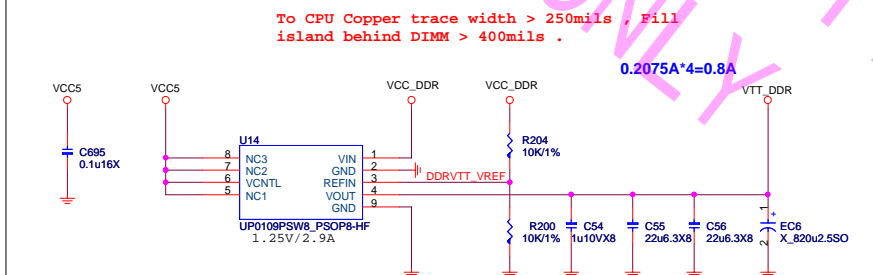 To CPU Copper trace width > 250mils , Fill
island behind DIMM > 400mils .
0.2075A*4=0.8A
VCC5
VCC5
VCC_DDR
VCC_DDR
VTT_DDR
C695
0.1u16X
U14
8 NC3 VIN 1
7 NC2 GND 2
6 VCNTL REFIN 3
5 NC1 VOUT 4
GND 9
UP0109PSW8_PSOP8-HF
1.25V/2.9A
DDRVTT_VREF
R204
10K/1%
R200
10K/1%
C54
1u10VX8
C55
22u6.3X8
C56
22u6.3X8
1
+
2
EC6
X_820u2.5SO
ONLY